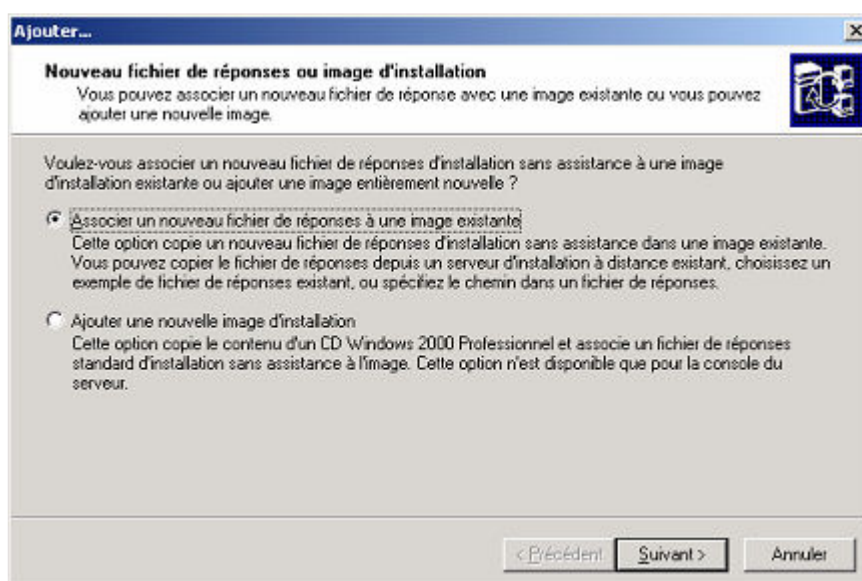 Ajouter...
Nouveau fichier de réponses ou image d'installation
Vous pouvez associer un nouveau fichier de réponse avec une image existante ou vous pouvez
ajouter une nouvelle image.
Voulez-vous associer un nouveau fichier de réponses d'installation sans assistance à une image
d'installation existante ou ajouter une image entièrement nouvelle ?
Associer un nouveau fichier de réponses à une image existante
Cette option copie un nouveau fichier de réponses d'installation sans assistance dans une image existante.
Vous pouvez copier le fichier de réponses depuis un serveur d'installation à distance existant, choisissez un
exemple de fichier de réponses existant, ou spécifiez le chemin dans un fichier de réponses.
Ajouter une nouvelle image d'installation
Cette option copie le contenu d'un CD Windows 2000 Professionnel et associe un fichier de réponses
standard d'installation sans assistance à l'image. Cette option n'est disponible que pour la console du
serveur.
< Précédent Suivant > Annuler